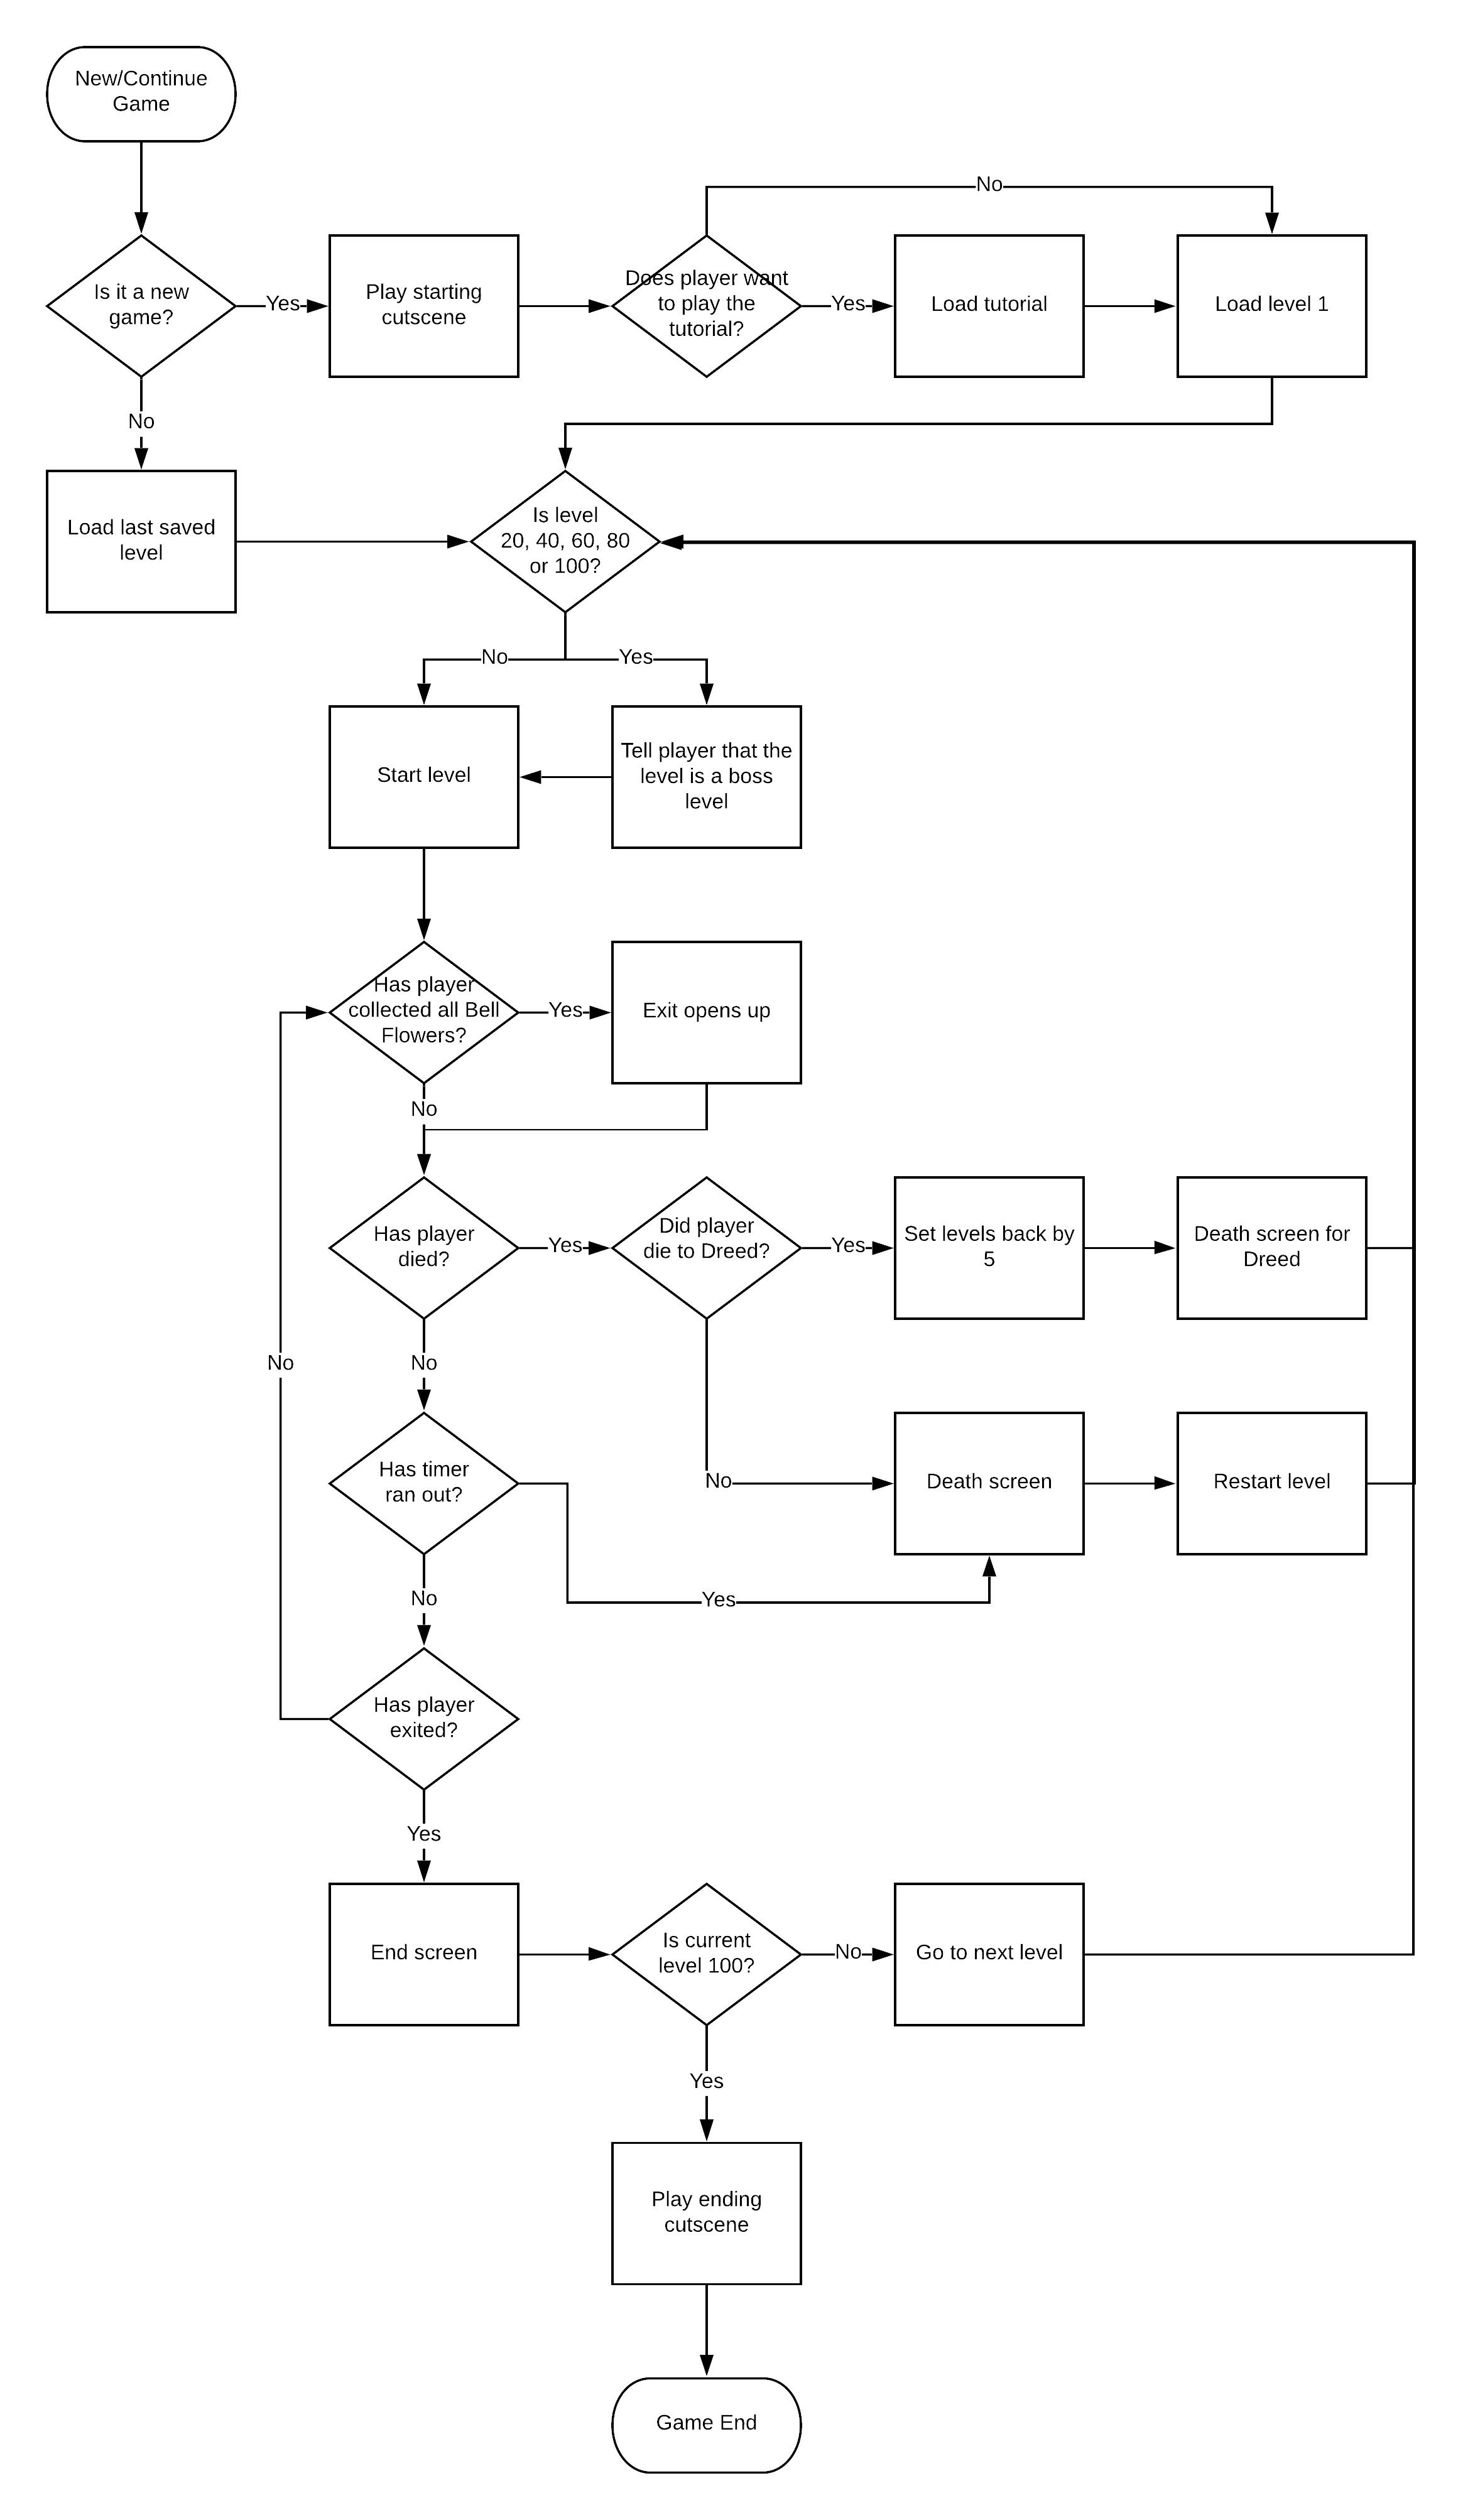 New/Continue
Game
No
Is it a new
game?
Yes
Play starting
cutscene
Does player want
to play the
tutorial?
Yes
Load tutorial
Load level 1
No
Load last saved
level
Is level
20, 40, 60, 80
or 100?
No
Yes
Start level
Tell player that the
level is a boss
level
Has player
collected all Bell
Flowers?
Yes
Exit opens up
No
Has player
died?
Yes
Did player
die to Dreed?
Yes
Set levels back by
5
Death screen for
Dreed
No
No
Has timer
ran out?
No
Death screen
Restart level
No
Yes
Has player
exited?
Yes
End screen
Is current
level 100?
No
Go to next level
Yes
Play ending
cutscene
Game End